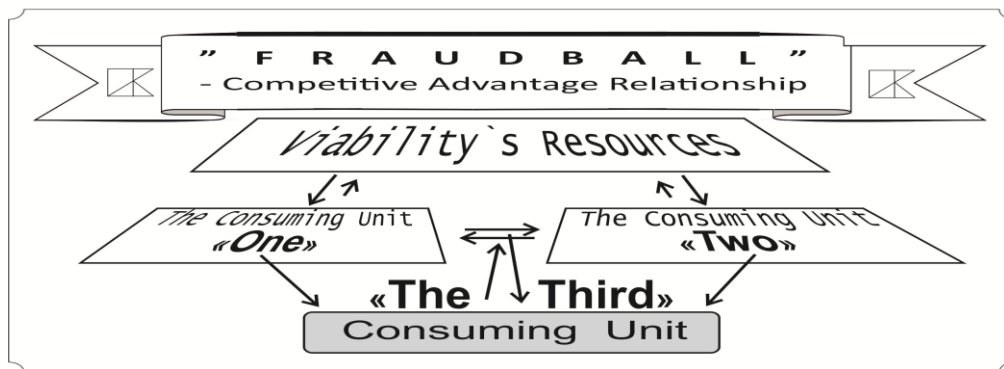 ” F R A U D B A L L ”
- Competitive Advantage Relationship
Viability`s Resources
The Consuming Unit
«One»
The Consuming Unit
«Two»
«The Third»
Consuming Unit